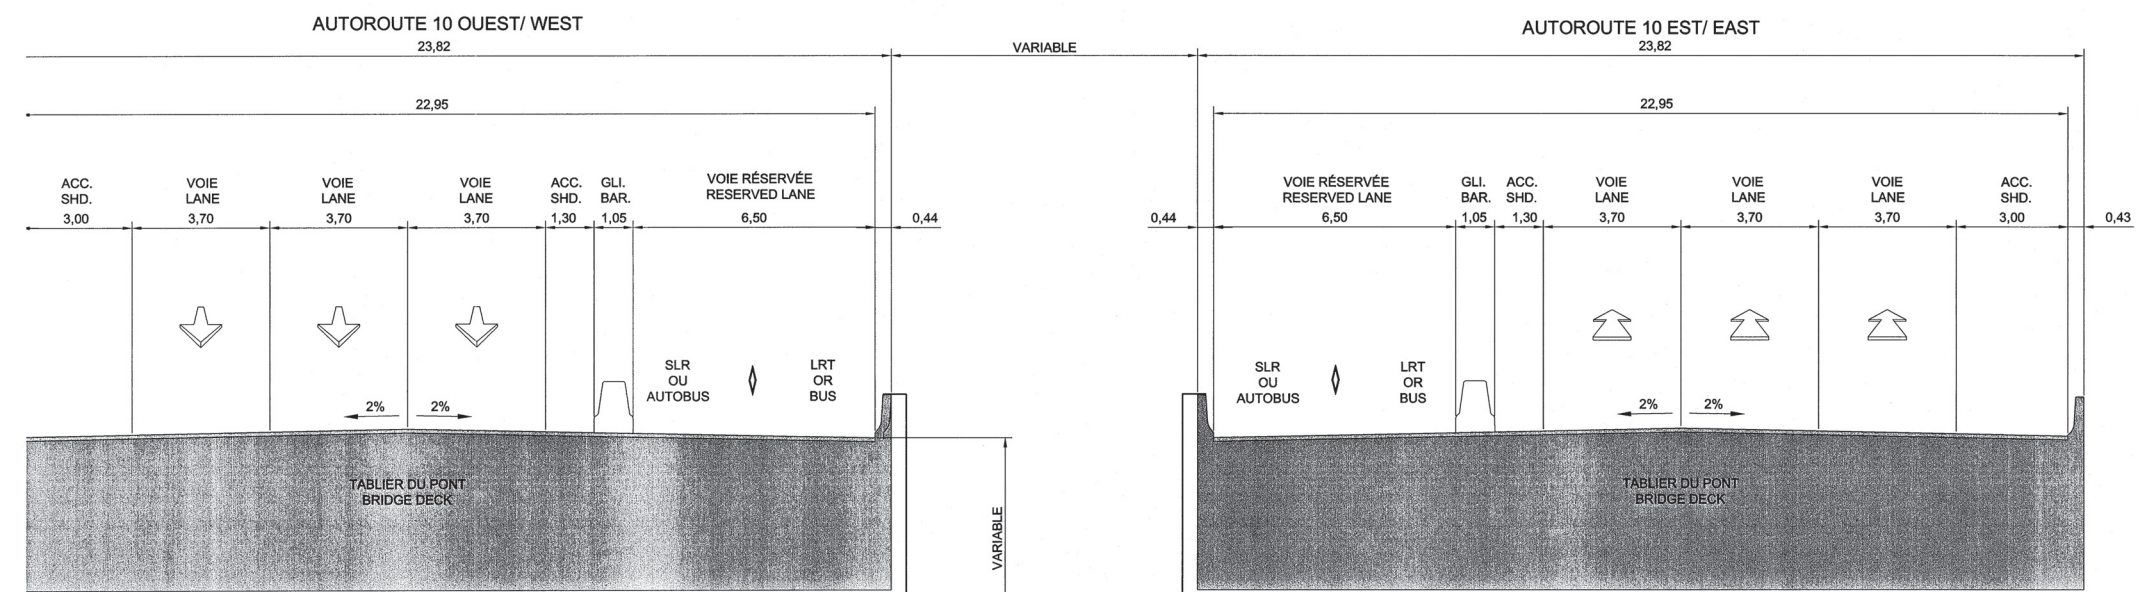 AUTOROUTE 10 OUEST/ WEST
23,82
VARIABLE
AUTOROUTE 10 EST/ EAST
23,82
22,95
22,95
ACC.
SHD.
3,00
VOIE
LANE
3,70
VOIE
LANE
3,70
VOIE
LANE
3,70
ACC.
SHD.
1,30
GLI.
BAR.
1,05
VOIE RÉSERVÉE
RESERVED LANE
6,50
0,44
0,44
VOIE RÉSERVÉE
RESERVED LANE
6,50
GLI.
BAR.
1,05
ACC.
SHD.
1,30
VOIE
LANE
3,70
VOIE
LANE
3,70
VOIE
LANE
3,70
ACC.
SHD.
3,00
0,43
SLR
OU
AUTOBUS
LRT
OR
BUS
SLR
OU
AUTOBUS
LRT
OR
BUS
2%
2%
2%
2%
TABLIER DU PONT
BRIDGE DECK
VARIABLE
TABLIER DU PONT
BRIDGE DECK